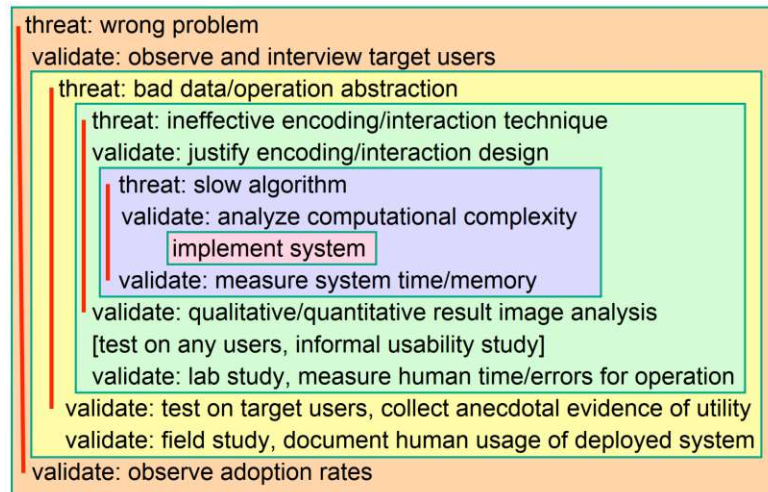 threat: wrong problem
validate: observe and interview target users
threat: bad data/operation abstraction
threat: ineffective encoding/interaction technique
validate: justify encoding/interaction design
threat: slow algorithm
validate: analyze computational complexity
implement system
validate: measure system time/memory
validate: qualitative/quantitative result image analysis
[test on any users, informal usability study]
validate: lab study, measure human time/errors for operation
validate: test on target users, collect anecdotal evidence of utility
validate: field study, document human usage of deployed system
validate: observe adoption rates